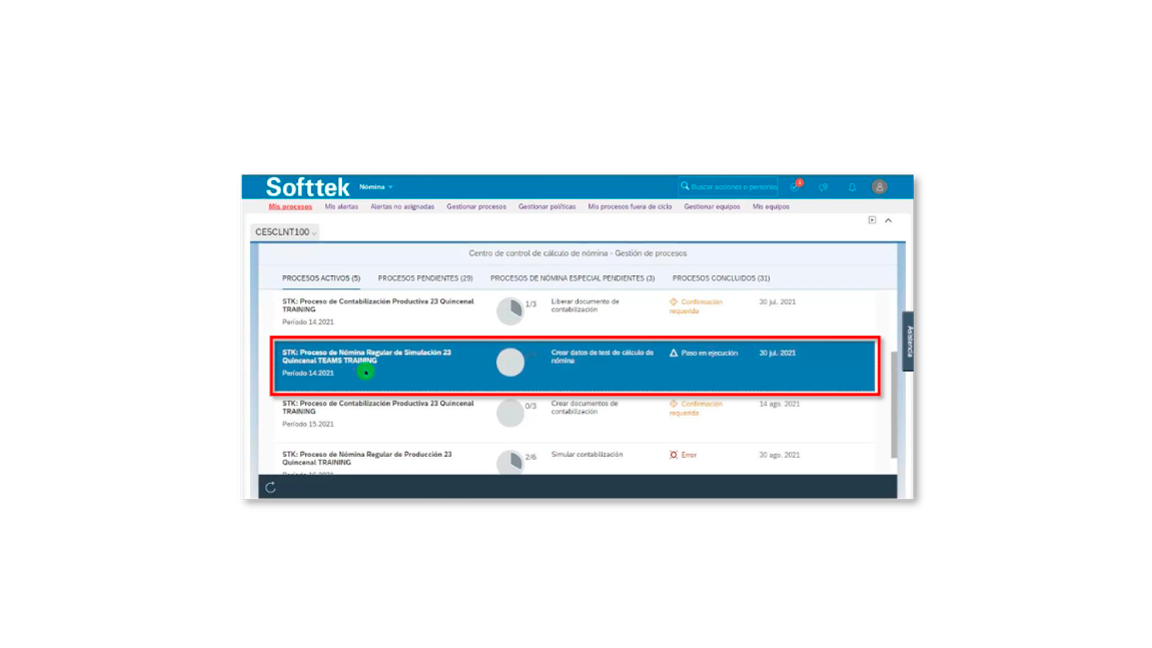 Softtek Nómina
Buscar acciones o personas 1
Mis procesos Mis alertas Alertas no asignadas Gestionar procesos Gestionar políticas Mis procesos fuera de ciclo Gestionar equipos Mis equipos
CESCLNT100
Centro de control de cálculo de nómina - Gestión de procesos
PROCESOS ACTIVOS (5) PROCESOS PENDIENTES (29) PROCESOS DE NÓMINA ESPECIAL PENDIENTES (3) PROCESOS CONCLUIDOS (31)
STK: Proceso de Contabilización Productiva 23 Quincenal 1/3 Liberar documento de Confirmación 30 jul. 2021
TRAINING contabilización requerida
Período 14.2021
STK: Proceso de Nómina Regular de Simulación 23 Crear datos de test de cálculo de Paso en ejecución 30 jul. 2021
Quincenal TEAMS TRAINING nómina
Período 14.2021
STK: Proceso de Contabilización Productiva 23 Quincenal 0/3 Crear documentos de Confirmación 14 ago. 2021
TRAINING contabilización requerida
Período 15.2021
STK: Proceso de Nómina Regular de Producción 23 2/6 Simular contabilización Error 30 ago. 2021
Quincenal TRAINING
Asistencia